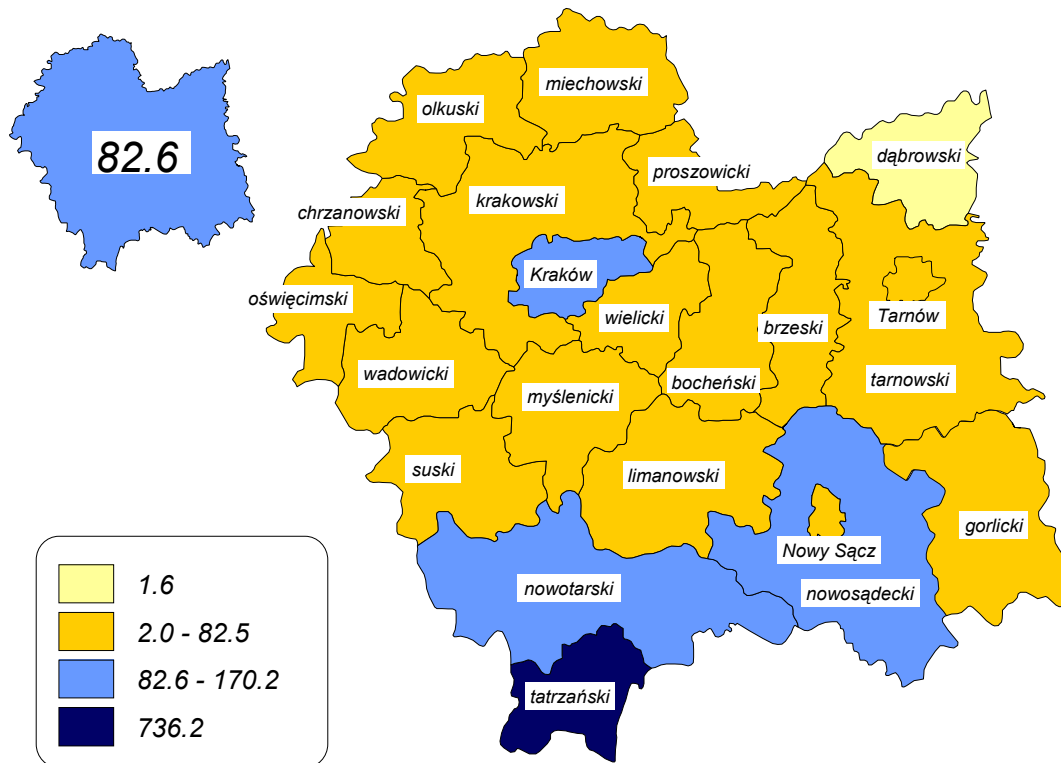 82.6
miechowski
olkuski
dąbrowski
proszowicki
krakowski
chrzanowski
Kraków
oświęcimski
wielicki
brzeski
Tarnów
wadowicki
myślenicki
bocheński
tarnowski
suski
limanowski
gorlicki
Nowy Sącz
nowotarski
nowosądecki
tatrzański
1.6
2.0 - 82.5
82.6 - 170.2
736.2